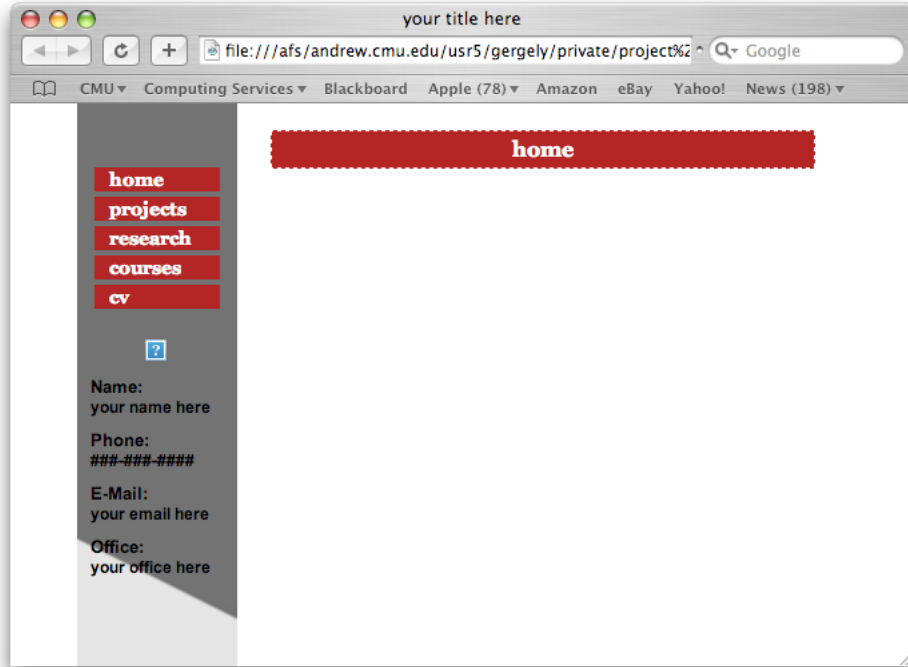 your title here
file:///afs/andrew.cmu.edu/usr5/gergely/private/project%2 Google
CMU Computing Services Blackboard Apple (78) Amazon eBay Yahoo! News (198)
home
home
projects
research
courses
cv
?
Name:
your name here
Phone:
###-###-####
E-Mail:
your email here
Office:
your office here